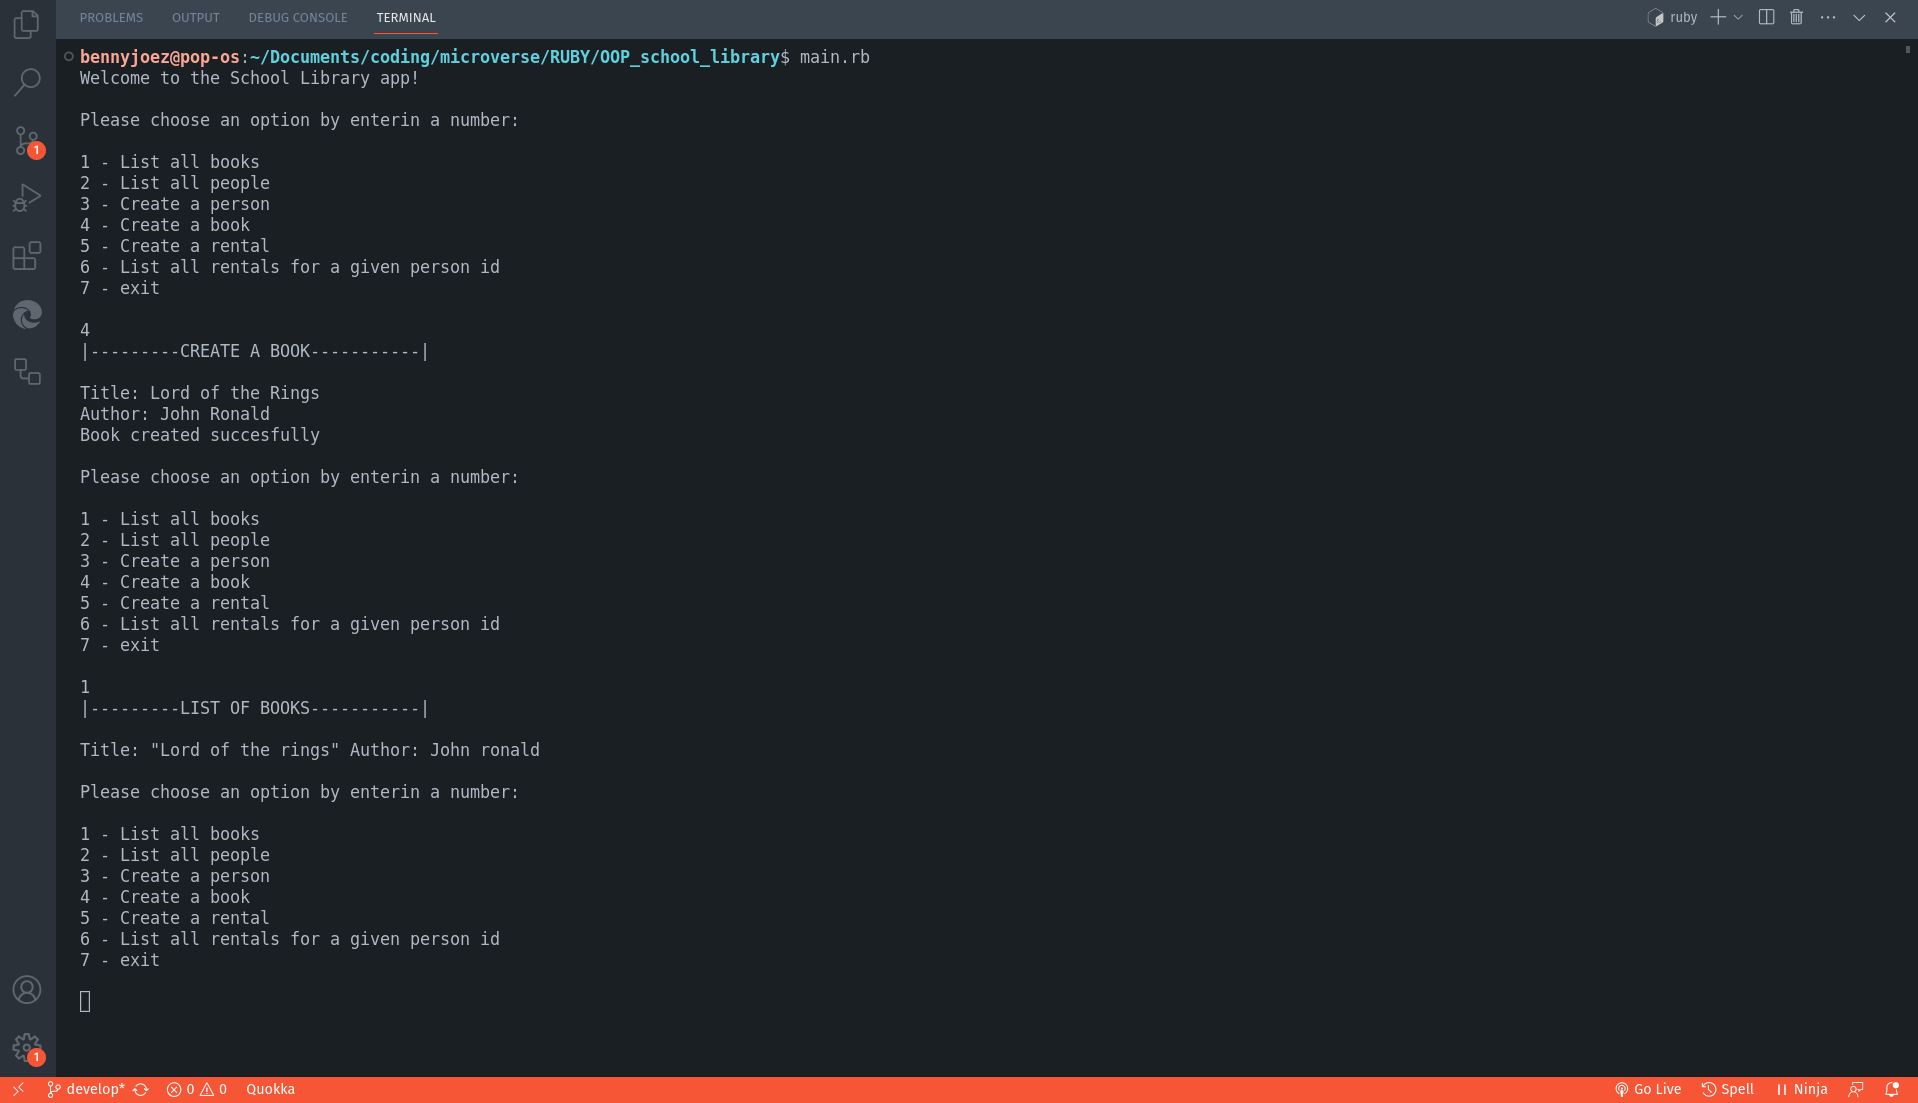 PROBLEMS OUTPUT DEBUG CONSOLE TERMINAL ruby
bennyjoez@pop-os:~/Documents/coding/microverse/RUBY/OOP_school_library$ main.rb
Welcome to the School Library app!
Please choose an option by enterin a number:
1 - List all books
2 - List all people
3 - Create a person
4 - Create a book
5 - Create a rental
6 - List all rentals for a given person id
7 - exit
4
|---------CREATE A BOOK-----------|
Title: Lord of the Rings
Author: John Ronald
Book created succesfully
Please choose an option by enterin a number:
1 - List all books
2 - List all people
3 - Create a person
4 - Create a book
5 - Create a rental
6 - List all rentals for a given person id
7 - exit
1
|---------LIST OF BOOKS-----------|
Title: "Lord of the rings" Author: John ronald
Please choose an option by enterin a number:
1 - List all books
2 - List all people
3 - Create a person
4 - Create a book
5 - Create a rental
6 - List all rentals for a given person id
7 - exit
1
1
develop* 0 0 Quokka Go Live Spell Ninja